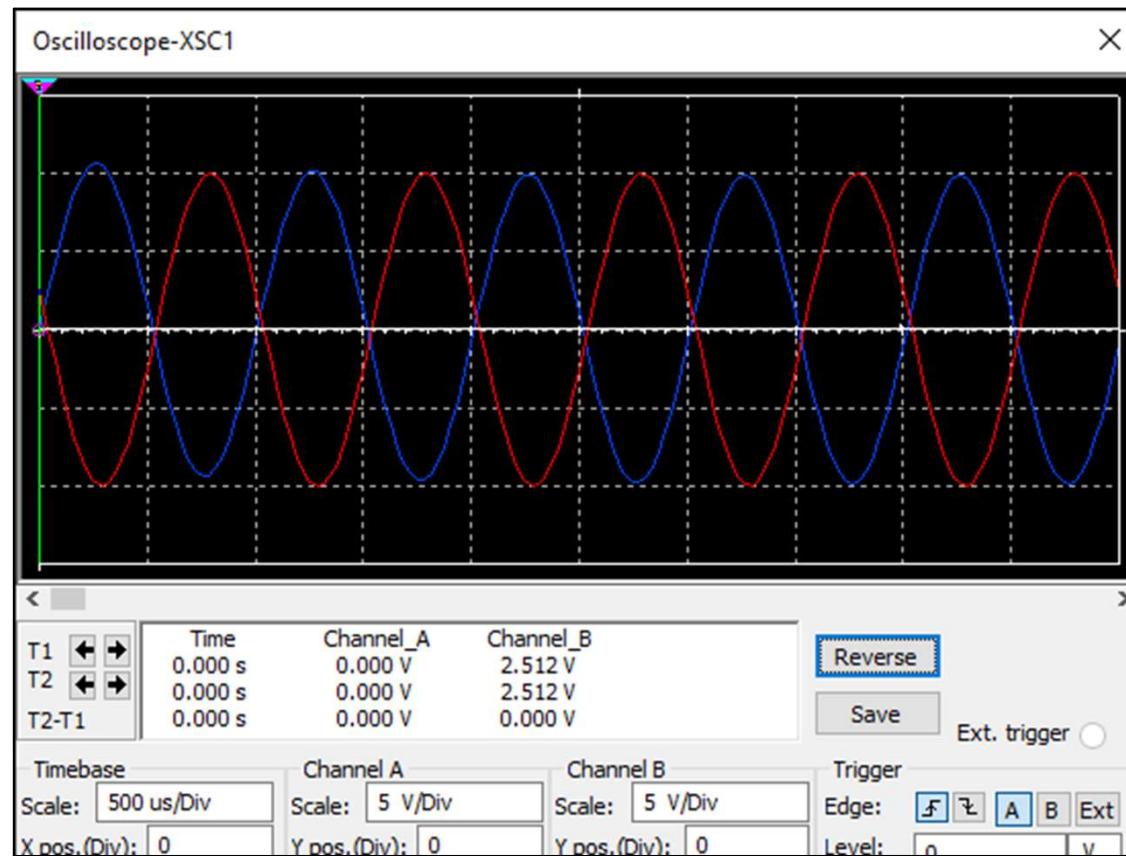 Oscilloscope-XSC1
Time Channel_A Channel_B
T1 0.000 s 0.000 V 2.512 V
T2 0.000 s 0.000 V 2.512 V
T2-T1 0.000 s 0.000 V 0.000 V
Reverse
Save
Ext. trigger
Timebase Channel A Channel B Trigger
Scale: 500 us/Div Scale: 5 V/Div Scale: 5 V/Div Edge: A B Ext
X pos.(Div): 0 Y pos.(Div): 0 Y pos.(Div): 0 Level: 0 V